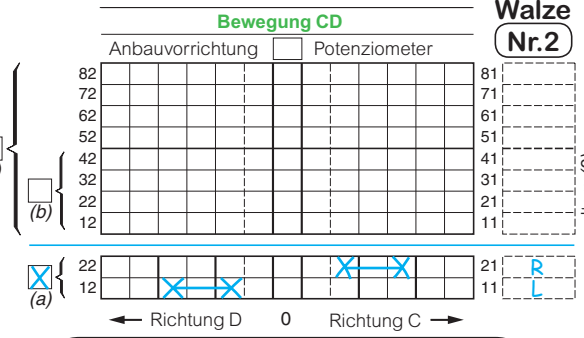 Walze
Nr.2
Bewegung CD
Anbauvorrichtung Potenziometer
82 81
72 71
62 61
52 51
42 41
32 31
22 21
12 11
(b)
22 X X 21 R
12 X X 11 L
X
(a)
Richtung D 0 Richtung C